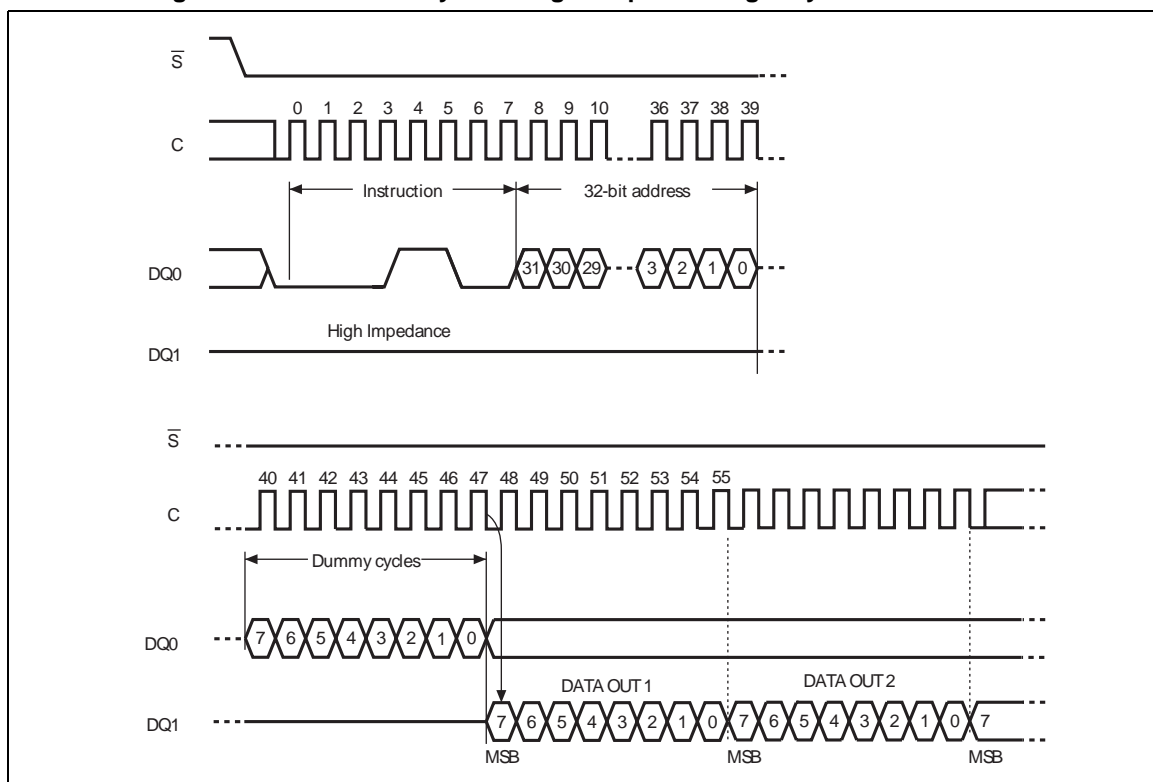 S
0 1 2 3 4 5 6 7 8 9 10 36 37 38 39
C
Instruction 32-bit address
DQ0 31 30 29 3 2 1 0
High Impedance
DQ1
S
40 41 42 43 44 45 46 47 48 49 50 51 52 53 54 55
C
Dummy cycles
DQ0 7 6 5 4 3 2 1 0
DATA OUT 1 DATA OUT 2
DQ1 7 6 5 4 3 2 1 0 7 6 5 4 3 2 1 0 7
MSB MSB MSB